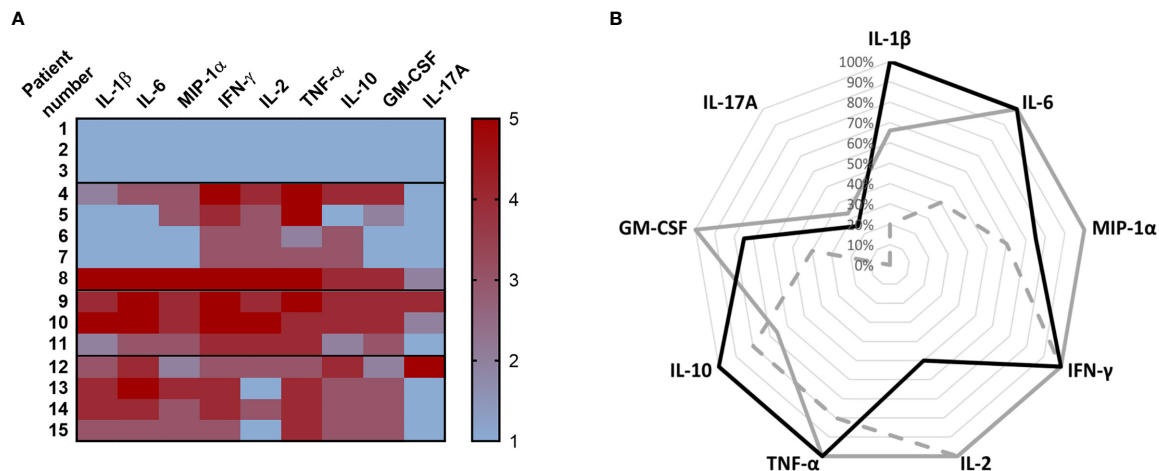 A
Patient
number
IL-1β
IL-6
MIP-1α
IFN-γ
IL-2
TNF-α
IL-10
GM-CSF
IL-17A
1
2
3
4
5
6
7
8
9
10
11
12
13
14
15
5
4
3
2
1
B
IL-1β
IL-6
MIP-1α
IFN-γ
IL-2
TNF-α
IL-10
GM-CSF
IL-17A
100%
90%
80%
70%
60%
50%
40%
30%
20%
10%
0%